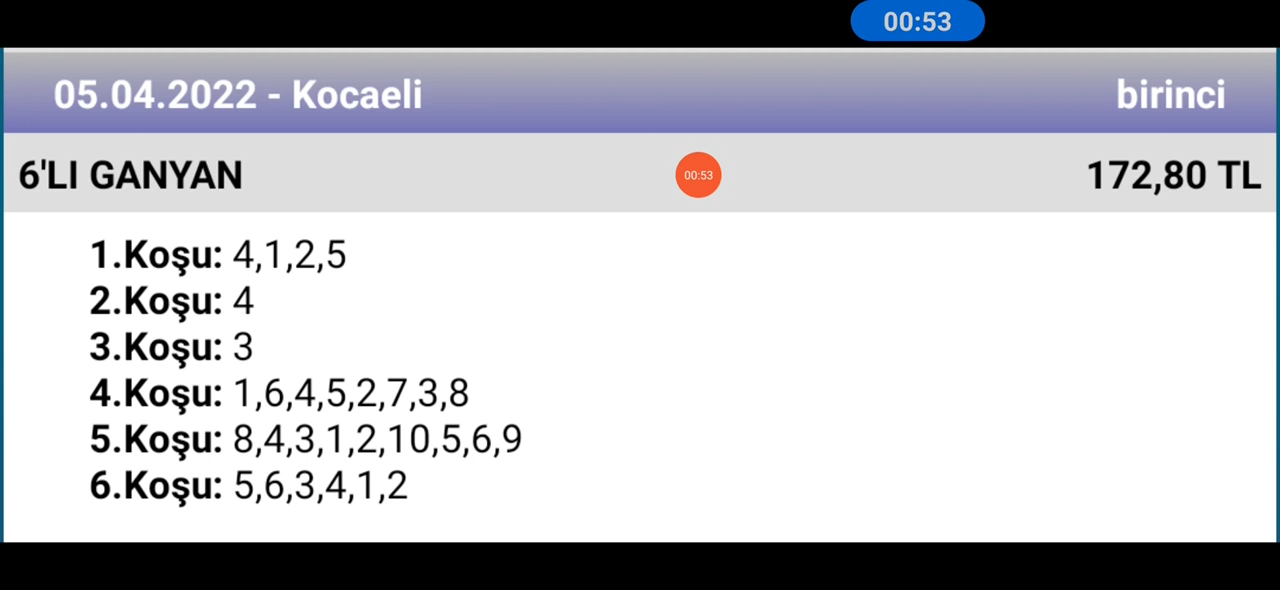 00:53
05.04.2022 - Kocaeli birinci
6'LI GANYAN 00:53 172,80 TL
1.Koşu: 4,1,2,5
2.Koşu: 4
3.Koşu: 3
4.Koşu: 1,6,4,5,2,7,3,8
5.Koşu: 8,4,3,1,2,10,5,6,9
6.Koşu: 5,6,3,4,1,2